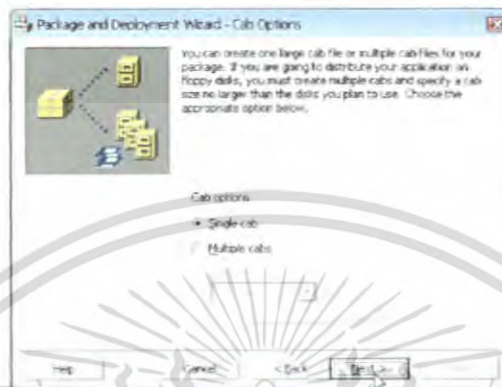 Package and Deployment Wizard - Cab Options
You can create one large cab file or multiple cab files for your
package. If you are going to distribute your application on
floppy disks, you must create multiple cabs and specify a cab
size no larger than the disks you plan to use. Choose the
appropriate option below.
Cab options
Single cab
Multiple cabs
Help
Cancel
< Back
Next >